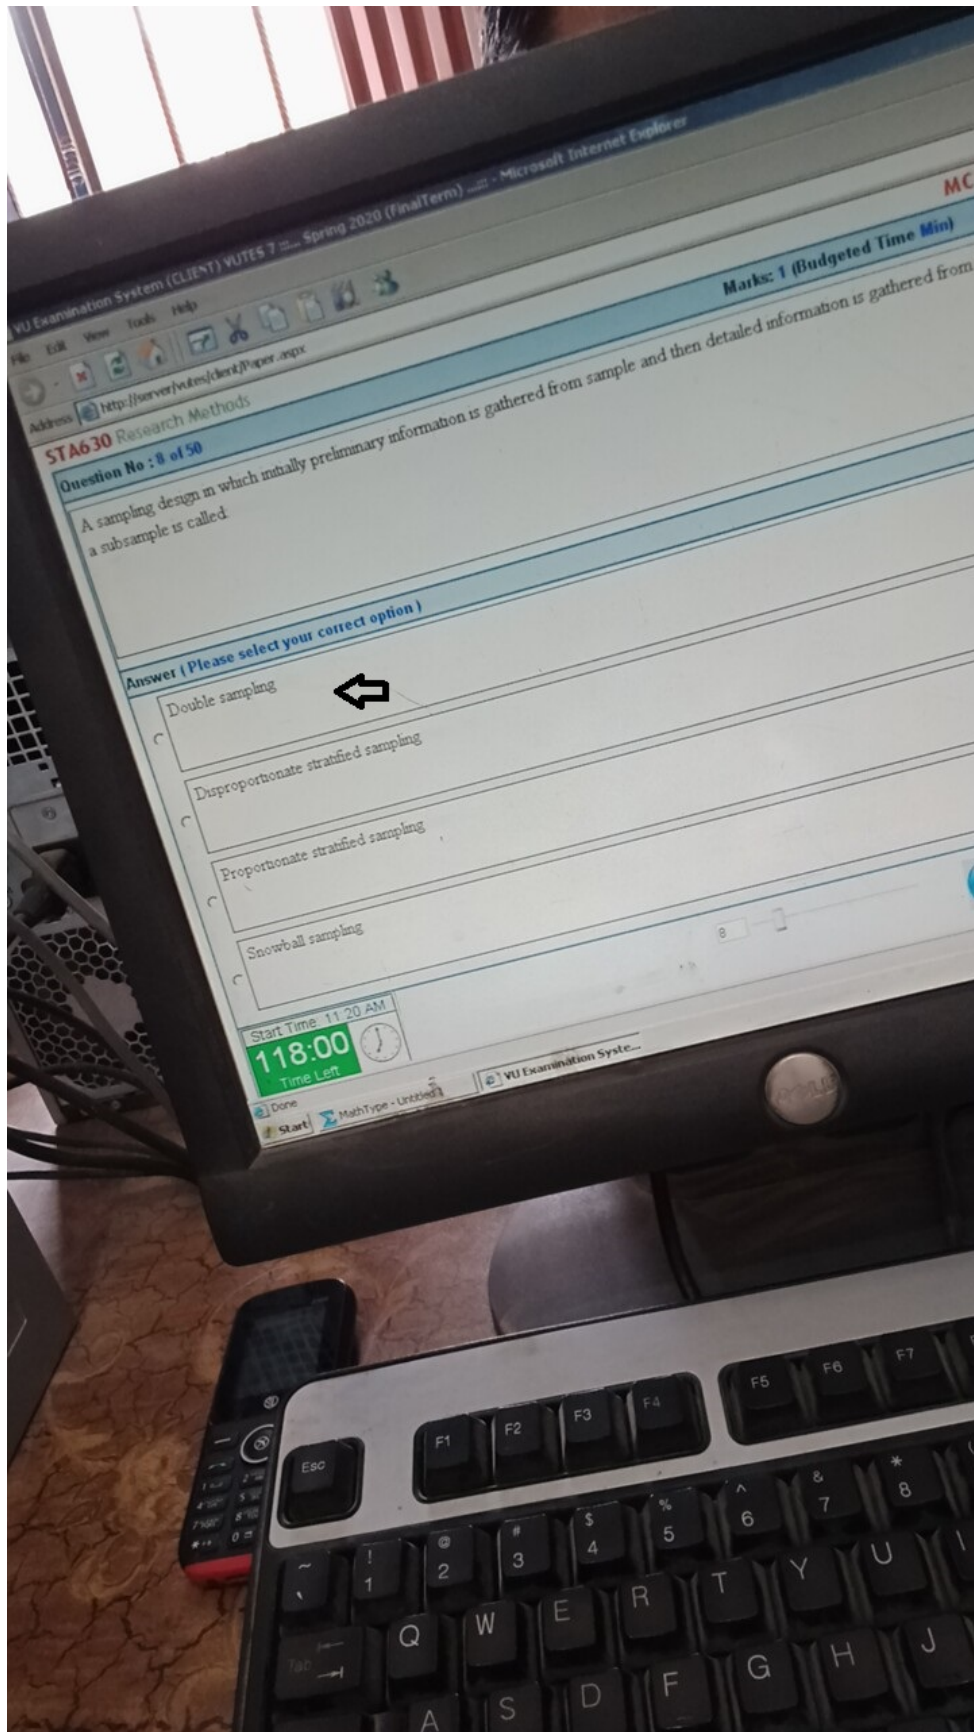 VU Examination System (CLIENT) VUTES 7 ::.... Spring 2020 (FinalTerm) ....::: - Microsoft Internet Explorer
File Edit View Tools Help
Address http://server/vutes/client/Paper.aspx
MC
STA630 Research Methods
Question No : 8 of 50
Marks: 1 (Budgeted Time Min)
A sampling design in which initially preliminary information is gathered from sample and then detailed information is gathered from
a subsample is called:
Answer ( Please select your correct option )
Double sampling
Disproportionate stratified sampling
Proportionate stratified sampling
Snowball sampling
8
Start Time: 11:20 AM
118:00
Time Left
Done
Start MathType - Untitled 1 VU Examination Syste...
DELL
Esc F1 F2 F3 F4 F5 F6 F7
~ ! @ # $ % ^ & *
` 1 2 3 4 5 6 7 8
Tab Q W E R T Y U I
A S D F G H J